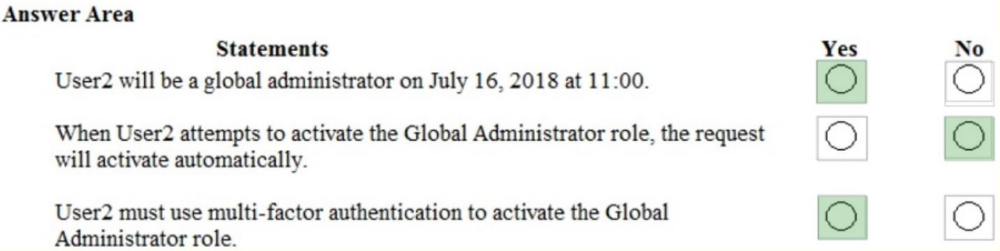 Answer Area
Statements Yes No
User2 will be a global administrator on July 16, 2018 at 11:00.
When User2 attempts to activate the Global Administrator role, the request
will activate automatically.
User2 must use multi-factor authentication to activate the Global
Administrator role.